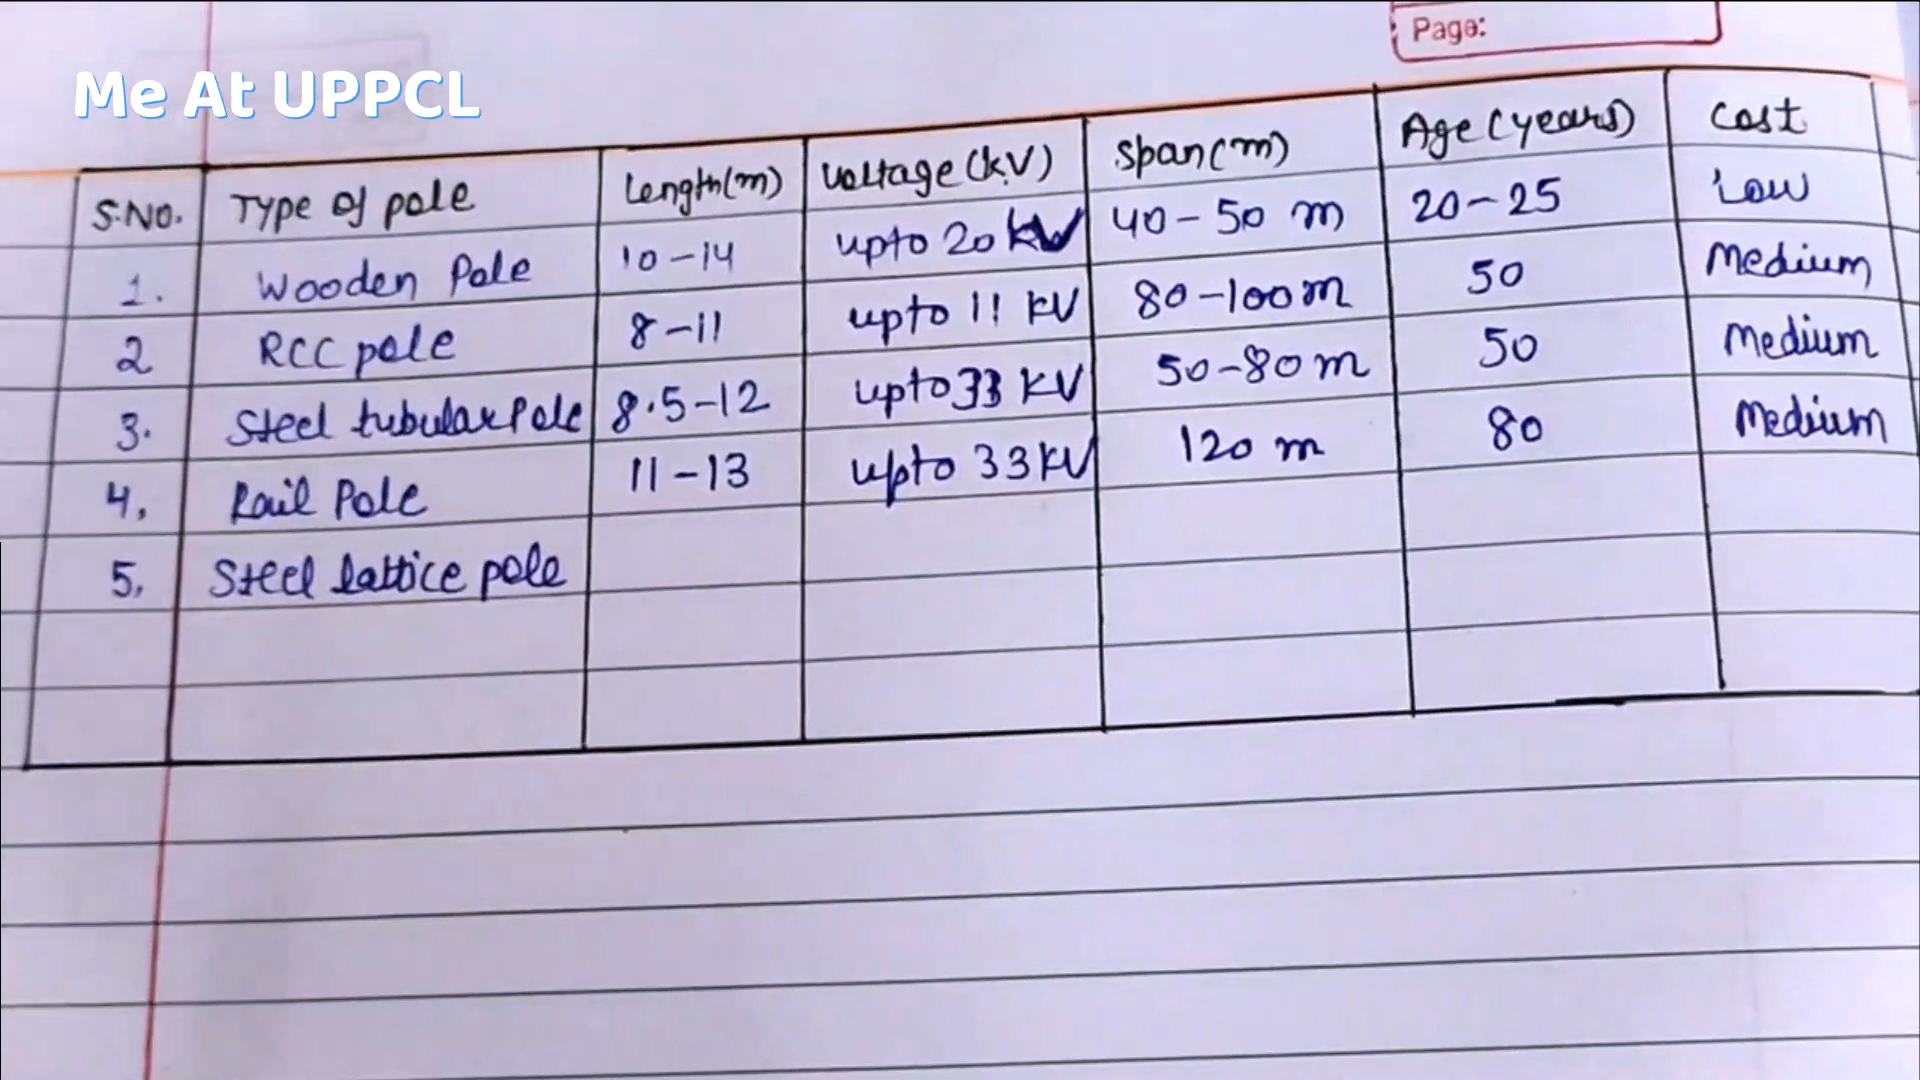 Page:
Me At UPPCL
S.No. Type of pole Length(m) Voltage(kV) Span(m) Age(years) Cost
1. Wooden Pole 10-14 upto 20 kV 40-50 m 20-25 Low
2 RCC pole 8-11 upto 11 kV 80-100m 50 Medium
3. Steel tubular Pole 8.5-12 upto 33 kV 50-80 m 50 Medium
4. Rail Pole 11-13 upto 33 kV 120 m 80 Medium
5. Steel lattice pole